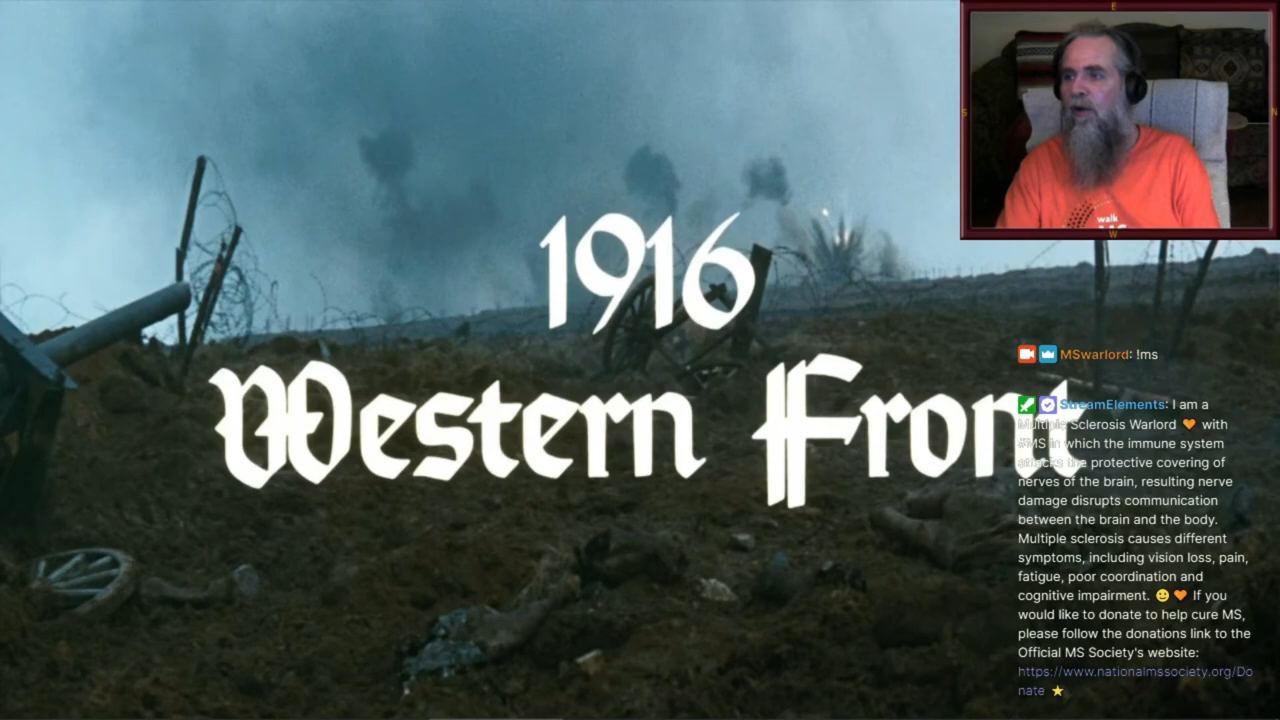 1916
Western Front
E
S
N
W
walk
MSwarlord: !ms
StreamElements: I am a
Multiple Sclerosis Warlord 🧡 with
#MS in which the immune system
attacks the protective covering of
nerves of the brain, resulting nerve
damage disrupts communication
between the brain and the body.
Multiple sclerosis causes different
symptoms, including vision loss, pain,
fatigue, poor coordination and
cognitive impairment. 🙂 🧡 If you
would like to donate to help cure MS,
please follow the donations link to the
Official MS Society's website:
https://www.nationalmssociety.org/Do
nate ⭐